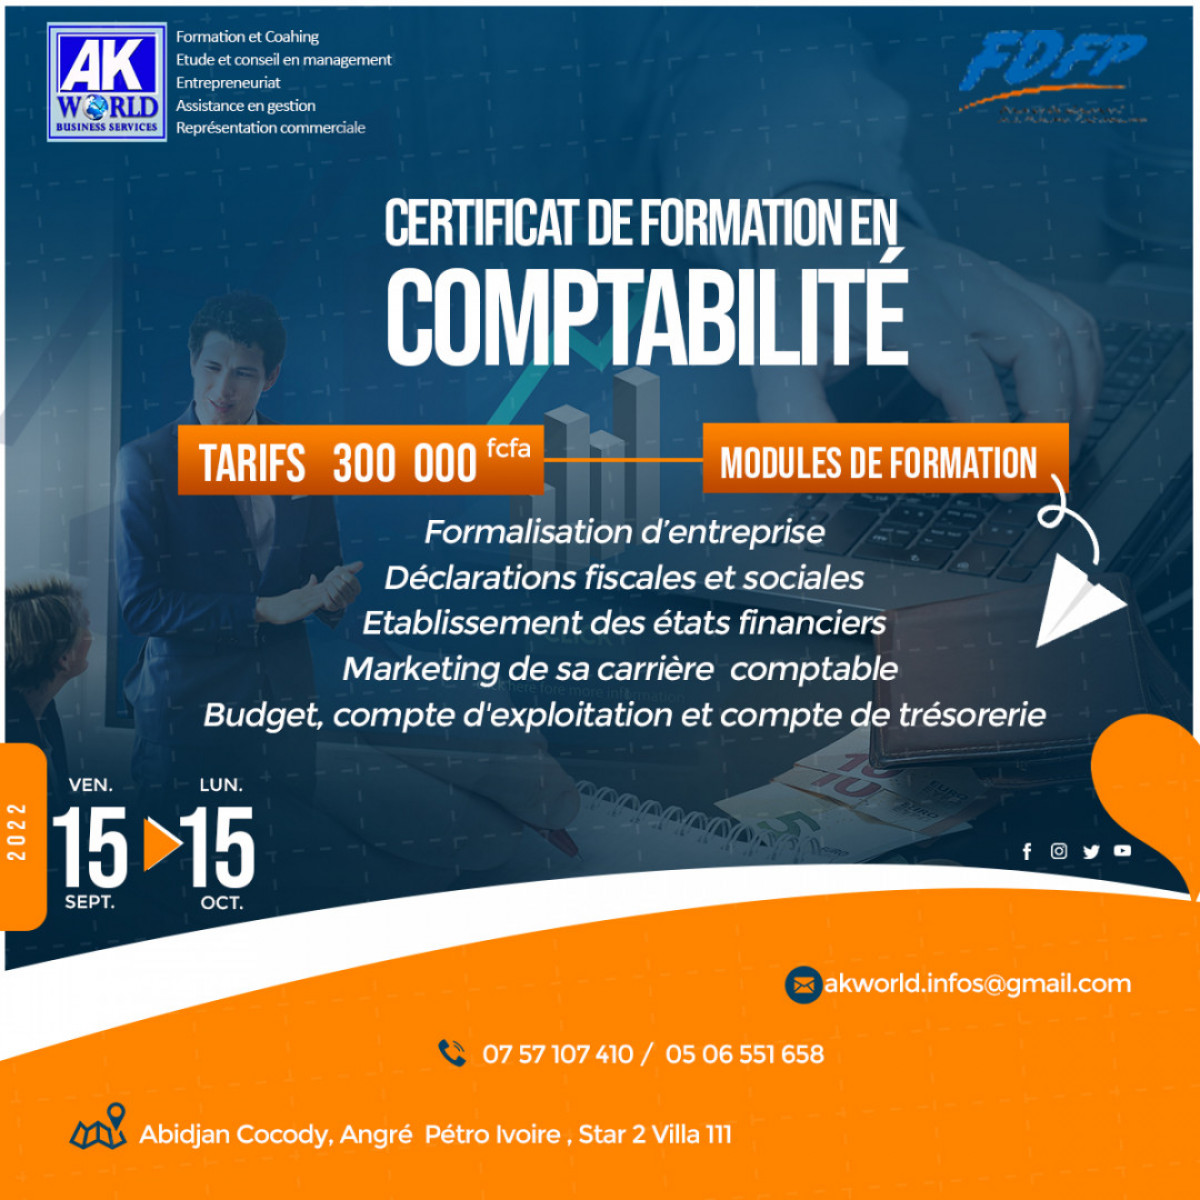 AK
WORLD
BUSINESS SERVICES
Formation et Coahing
Etude et conseil en management
Entrepreneuriat
Assistance en gestion
Représentation commerciale
FDFP
CERTIFICAT DE FORMATION EN
COMPTABILITÉ
TARIFS 300 000 fcfa
MODULES DE FORMATION
Formalisation d'entreprise
Déclarations fiscales et sociales
Etablissement des états financiers
Marketing de sa carrière comptable
Budget, compte d'exploitation et compte de trésorerie
2022
VEN. LUN.
15 15
SEPT. OCT.
akworld.infos@gmail.com
07 57 107 410 / 05 06 551 658
Abidjan Cocody, Angré Pétro Ivoire , Star 2 Villa 111